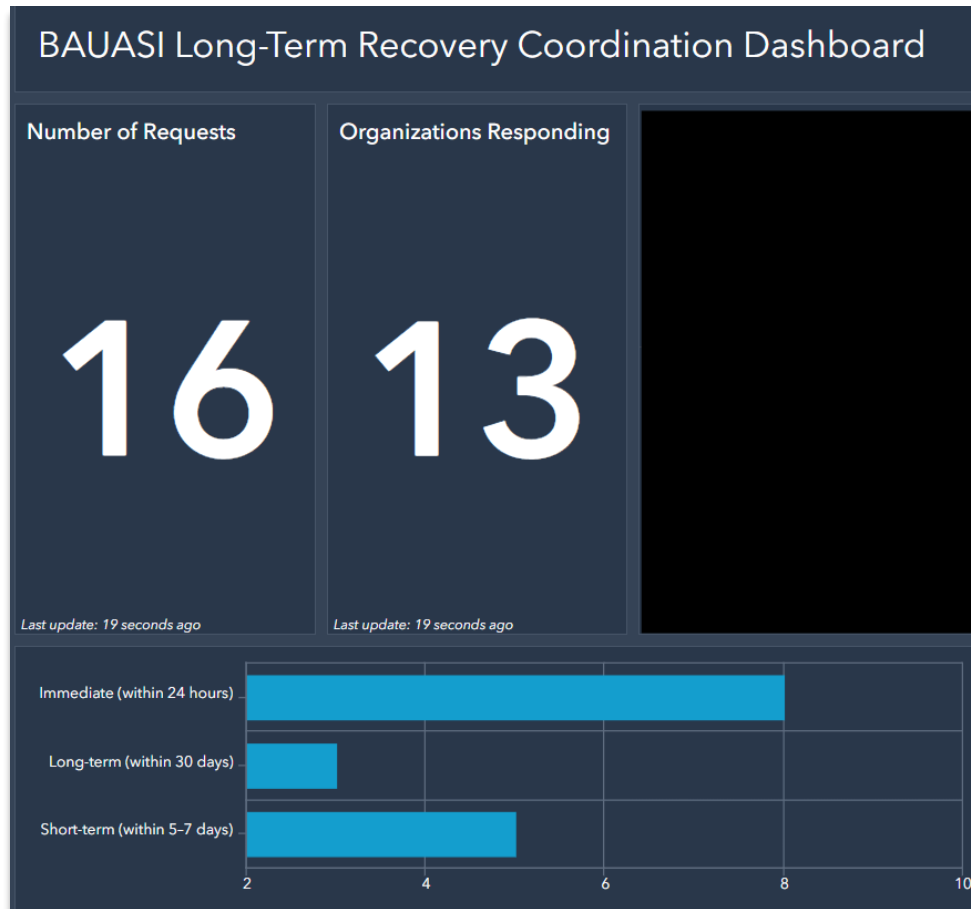 BAUASI Long-Term Recovery Coordination Dashboard
Number of Requests
16
Last update: 19 seconds ago
Organizations Responding
13
Last update: 19 seconds ago
Immediate (within 24 hours)
Long-term (within 30 days)
Short-term (within 5–7 days)
2 4 6 8 10